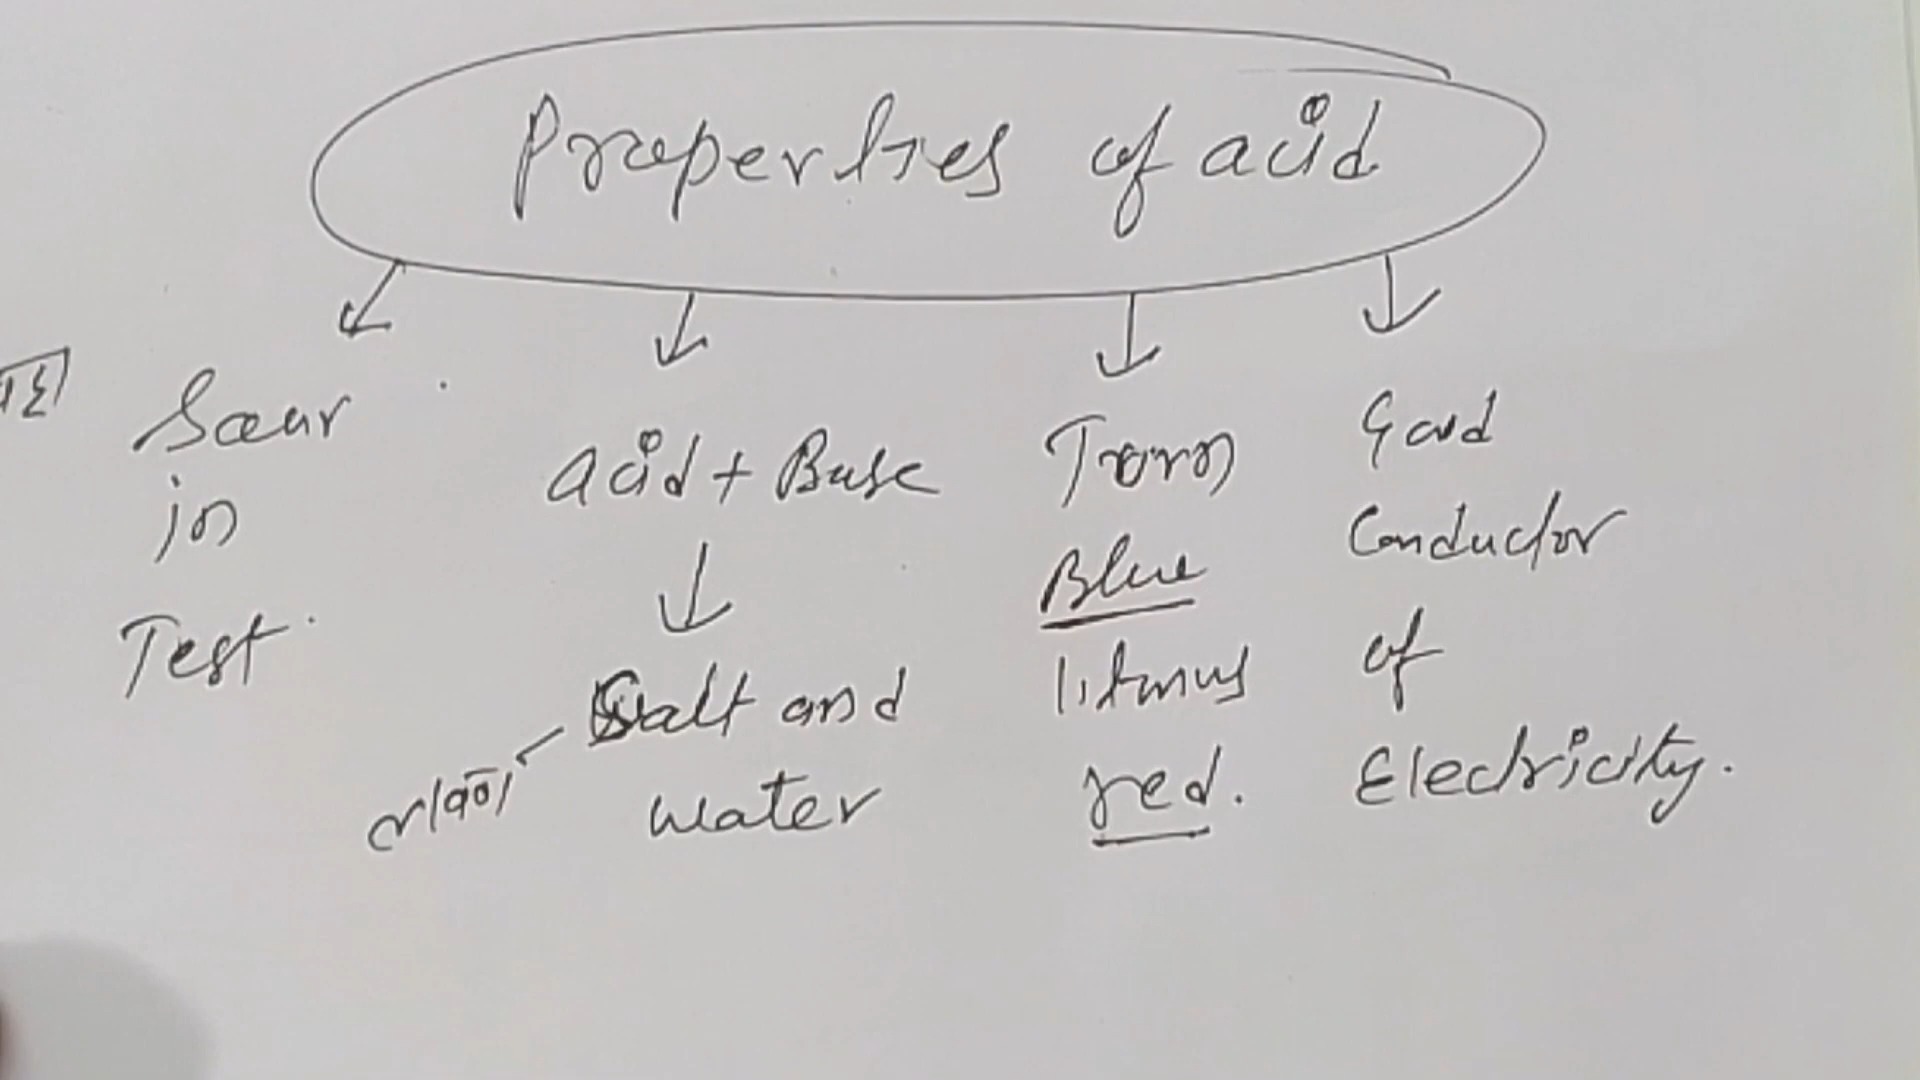 Properties of acid
Sour
in
Test.
acid + Base
Salt and
water
Turn
Blue
litmus
red.
Good
Conductor
of
Electricity.